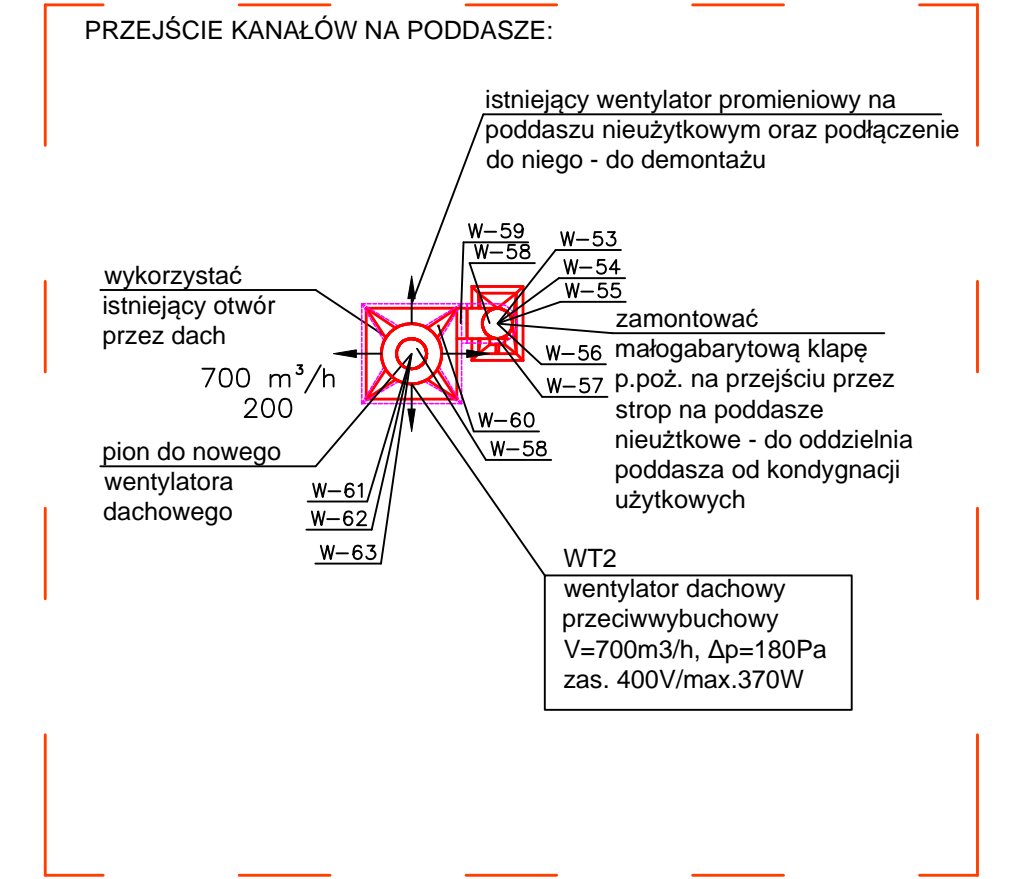 PRZEJŚCIE KANAŁÓW NA PODDASZE:
istniejący wentylator promieniowy na
poddaszu nieużytkowym oraz podłączenie
do niego - do demontażu
W-59
W-58
W-53
W-54
W-55
wykorzystać
istniejący otwór
przez dach
700 m³/h
200
zamontować
małogabarytową klapę
p.poż. na przejściu przez
strop na poddasze
nieużtkowe - do oddzielnia
poddasza od kondygnacji
użytkowych
W-56
W-57
W-60
W-58
pion do nowego
wentylatora
dachowego
W-61
W-62
W-63
WT2
wentylator dachowy
przeciwwybuchowy
V=700m3/h, Δp=180Pa
zas. 400V/max.370W